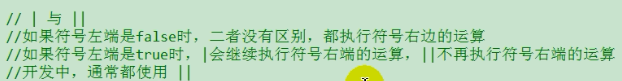 // | 与 ||
//如果符号左端是false时，二者没有区别，都执行符号右边的运算
//如果符号左端是true时，|会继续执行符号右端的运算，||不再执行符号右端的运算
//开发中，通常都使用 ||